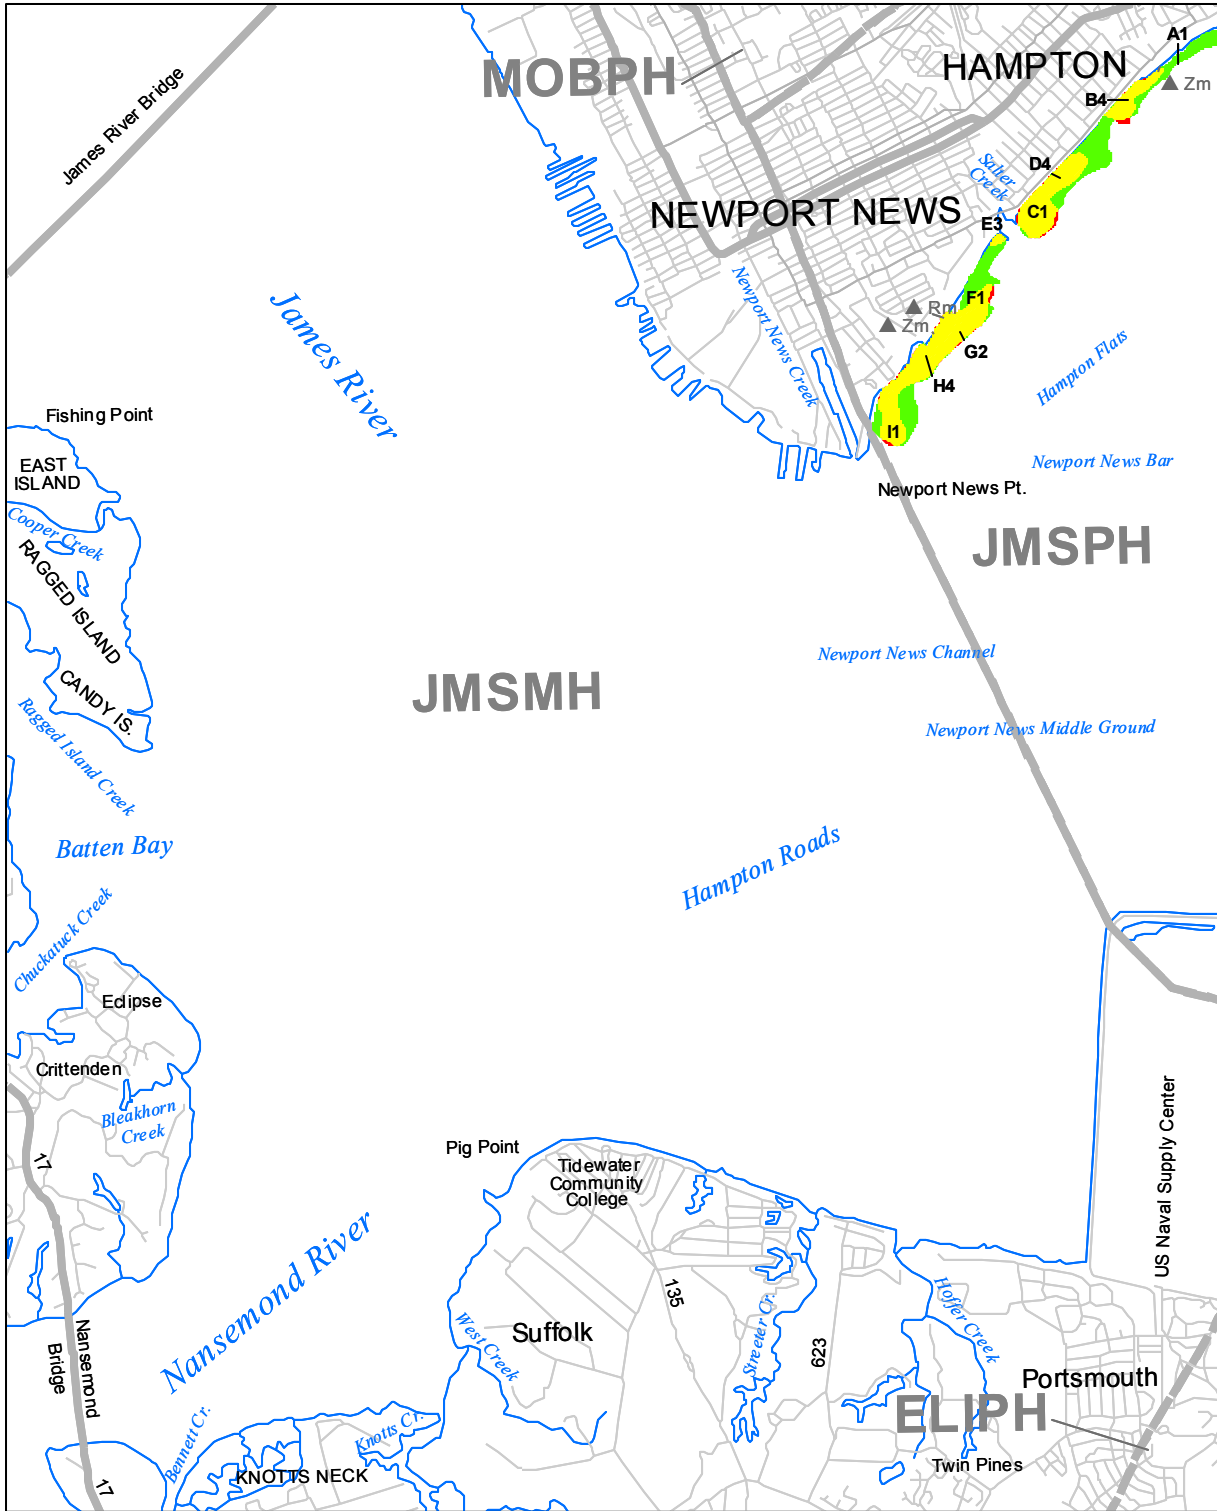 A1
HAMPTON
MOBPH
Zm
B4
James River Bridge
D4
Salter
Creek
NEWPORT NEWS
C1
E3
Newport News Creek
F1
Rm
Zm
G2
James River
Hampton Flats
H4
Fishing Point
I1
EAST
ISLAND
Newport News Bar
Newport News Pt.
Cooper Creek
JMSPH
RAGGED ISLAND
Newport News Channel
JMSMH
CANDY IS.
Ragged Island Creek
Newport News Middle Ground
Batten Bay
Hampton Roads
Chuckatuck Creek
Eclipse
Crittenden
Bleakhorn
Creek
US Naval Supply Center
Pig Point
Tidewater
Community
College
17
Nansemond River
135
Hoffer Creek
Streeter Cr.
West Creek
Suffolk
623
Nansemond
Bridge
Portsmouth
ELIPH
Bennett Cr.
Knotts Cr.
Twin Pines
KNOTTS NECK
17